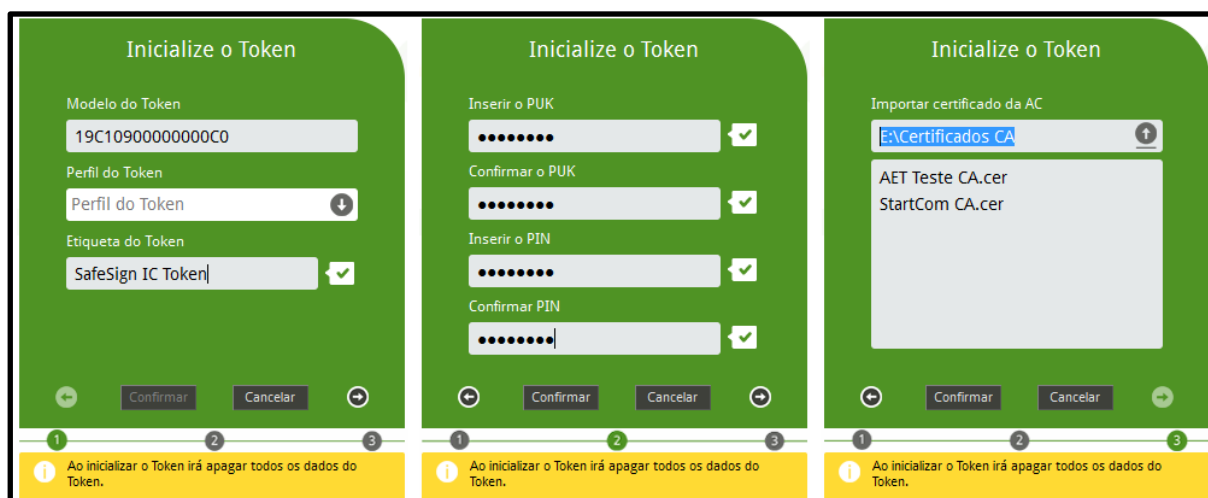 Inicialize o Token
Modelo do Token
19C10900000000C0
Perfil do Token
Perfil do Token
Etiqueta do Token
SafeSign IC Token
Confirmar
Cancelar
1
2
3
Ao inicializar o Token irá apagar todos os dados do
Token.
Inicialize o Token
Inserir o PUK
●●●●●●●●
Confirmar o PUK
●●●●●●●●
Inserir o PIN
●●●●●●●●
Confirmar PIN
●●●●●●●●
Confirmar
Cancelar
1
2
3
Ao inicializar o Token irá apagar todos os dados do
Token.
Inicialize o Token
Importar certificado da AC
E:\Certificados CA
AET Teste CA.cer
StartCom CA.cer
Confirmar
Cancelar
1
2
3
Ao inicializar o Token irá apagar todos os dados do
Token.